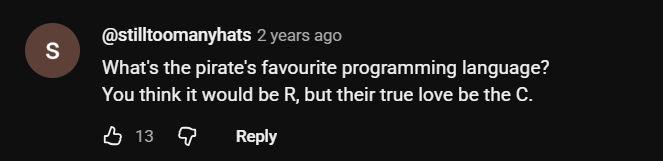 S
@stilltoomanyhats 2 years ago
What's the pirate's favourite programming language?
You think it would be R, but their true love be the C.
13 Reply